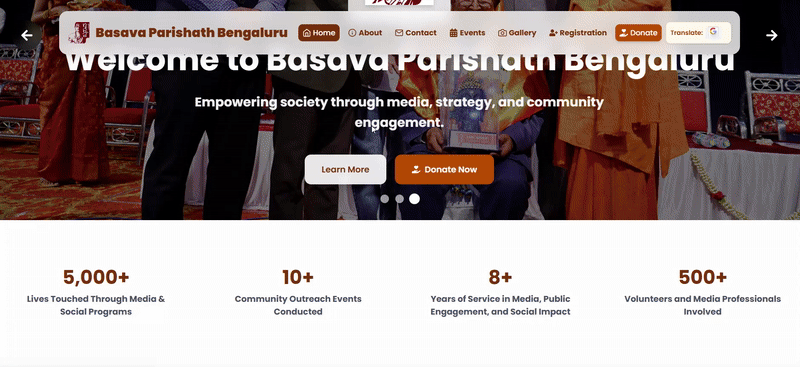 Basava Parishath Bengaluru
Home
About
Contact
Events
Gallery
Registration
Donate
Translate:
G
Welcome to Basava Parishath Bengaluru
Empowering society through media, strategy, and community
engagement.
Learn More
Donate Now
5,000+
Lives Touched Through Media &
Social Programs
10+
Community Outreach Events
Conducted
8+
Years of Service in Media, Public
Engagement, and Social Impact
500+
Volunteers and Media Professionals
Involved